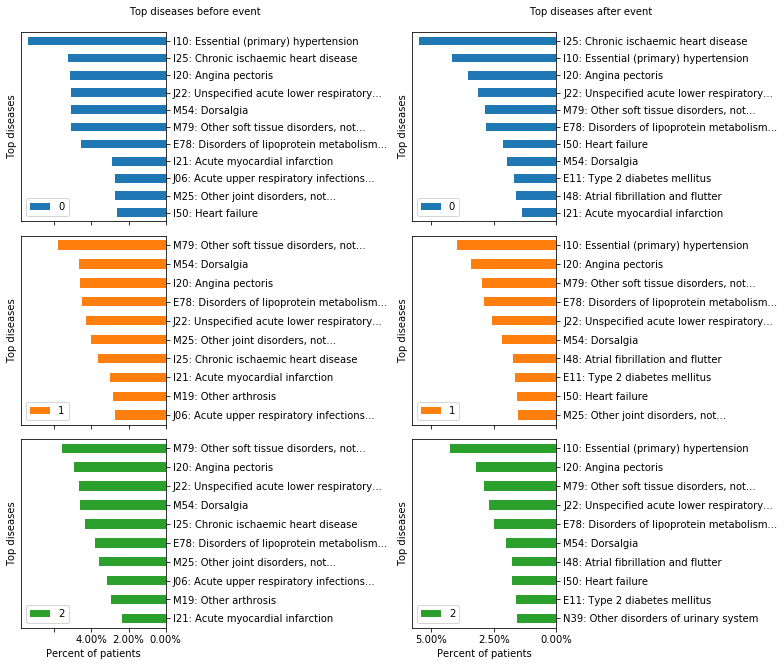 Top diseases before event
I10: Essential (primary) hypertension
I25: Chronic ischaemic heart disease
I20: Angina pectoris
J22: Unspecified acute lower respiratory...
M54: Dorsalgia
M79: Other soft tissue disorders, not...
E78: Disorders of lipoprotein metabolism...
I21: Acute myocardial infarction
J06: Acute upper respiratory infections...
M25: Other joint disorders, not...
I50: Heart failure
Top diseases
0
M79: Other soft tissue disorders, not...
M54: Dorsalgia
I20: Angina pectoris
E78: Disorders of lipoprotein metabolism...
J22: Unspecified acute lower respiratory...
M25: Other joint disorders, not...
I25: Chronic ischaemic heart disease
I21: Acute myocardial infarction
M19: Other arthrosis
J06: Acute upper respiratory infections...
Top diseases
1
M79: Other soft tissue disorders, not...
I20: Angina pectoris
J22: Unspecified acute lower respiratory...
M54: Dorsalgia
I25: Chronic ischaemic heart disease
E78: Disorders of lipoprotein metabolism...
M25: Other joint disorders, not...
J06: Acute upper respiratory infections...
M19: Other arthrosis
I21: Acute myocardial infarction
Top diseases
2
4.00% 2.00% 0.00%
Percent of patients
Top diseases after event
I25: Chronic ischaemic heart disease
I10: Essential (primary) hypertension
I20: Angina pectoris
J22: Unspecified acute lower respiratory...
M79: Other soft tissue disorders, not...
E78: Disorders of lipoprotein metabolism...
I50: Heart failure
M54: Dorsalgia
E11: Type 2 diabetes mellitus
I48: Atrial fibrillation and flutter
I21: Acute myocardial infarction
Top diseases
0
I10: Essential (primary) hypertension
I20: Angina pectoris
M79: Other soft tissue disorders, not...
E78: Disorders of lipoprotein metabolism...
J22: Unspecified acute lower respiratory...
M54: Dorsalgia
I48: Atrial fibrillation and flutter
E11: Type 2 diabetes mellitus
I50: Heart failure
M25: Other joint disorders, not...
Top diseases
1
I10: Essential (primary) hypertension
I20: Angina pectoris
M79: Other soft tissue disorders, not...
J22: Unspecified acute lower respiratory...
E78: Disorders of lipoprotein metabolism...
M54: Dorsalgia
I48: Atrial fibrillation and flutter
I50: Heart failure
E11: Type 2 diabetes mellitus
N39: Other disorders of urinary system
Top diseases
2
5.00% 2.50% 0.00%
Percent of patients